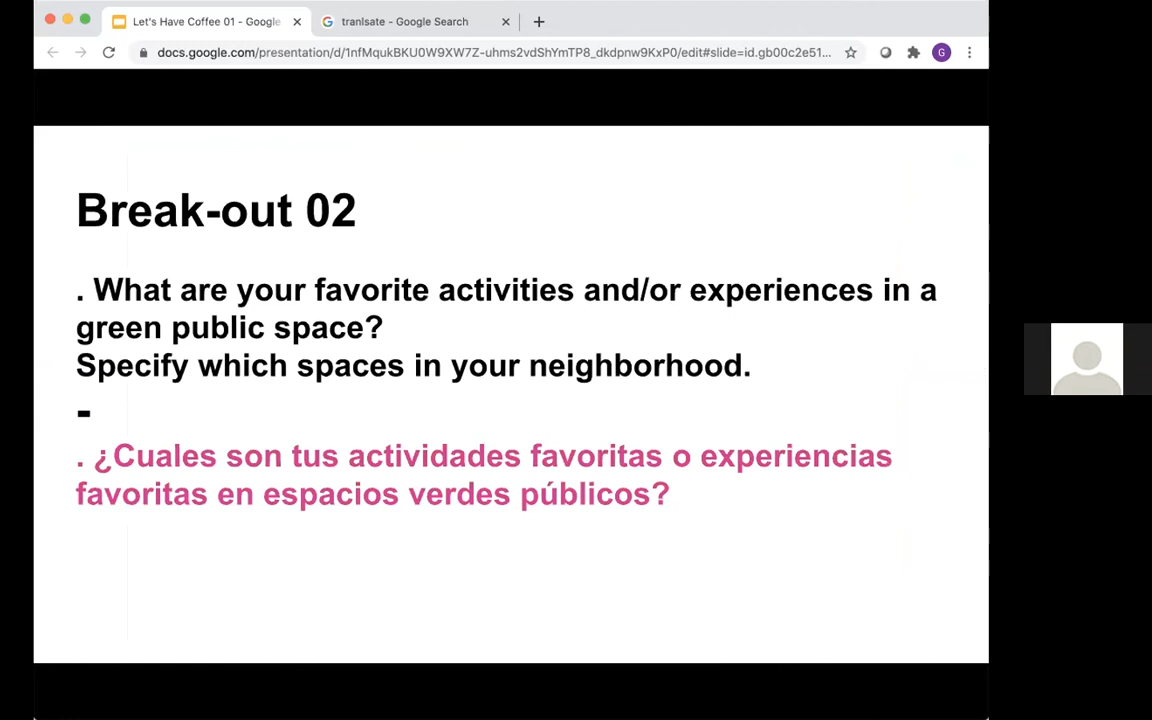 Let's Have Coffee 01 - Google
tranlsate - Google Search
docs.google.com/presentation/d/1nfMqukBKU0W9XW7Z-uhms2vdShYmTP8_dkdpnw9KxP0/edit#slide=id.gb00c2e51...
G
Break-out 02
. What are your favorite activities and/or experiences in a
green public space?
Specify which spaces in your neighborhood.
-
. ¿Cuales son tus actividades favoritas o experiencias
favoritas en espacios verdes públicos?